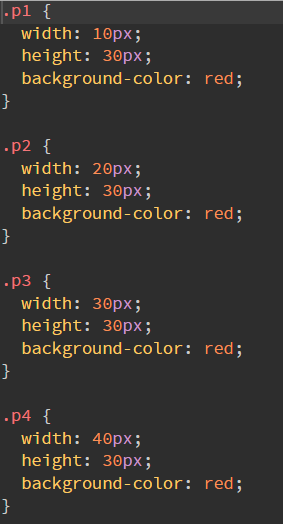 .p1 {
  width: 10px;
  height: 30px;
  background-color: red;
}

.p2 {
  width: 20px;
  height: 30px;
  background-color: red;
}

.p3 {
  width: 30px;
  height: 30px;
  background-color: red;
}

.p4 {
  width: 40px;
  height: 30px;
  background-color: red;
}